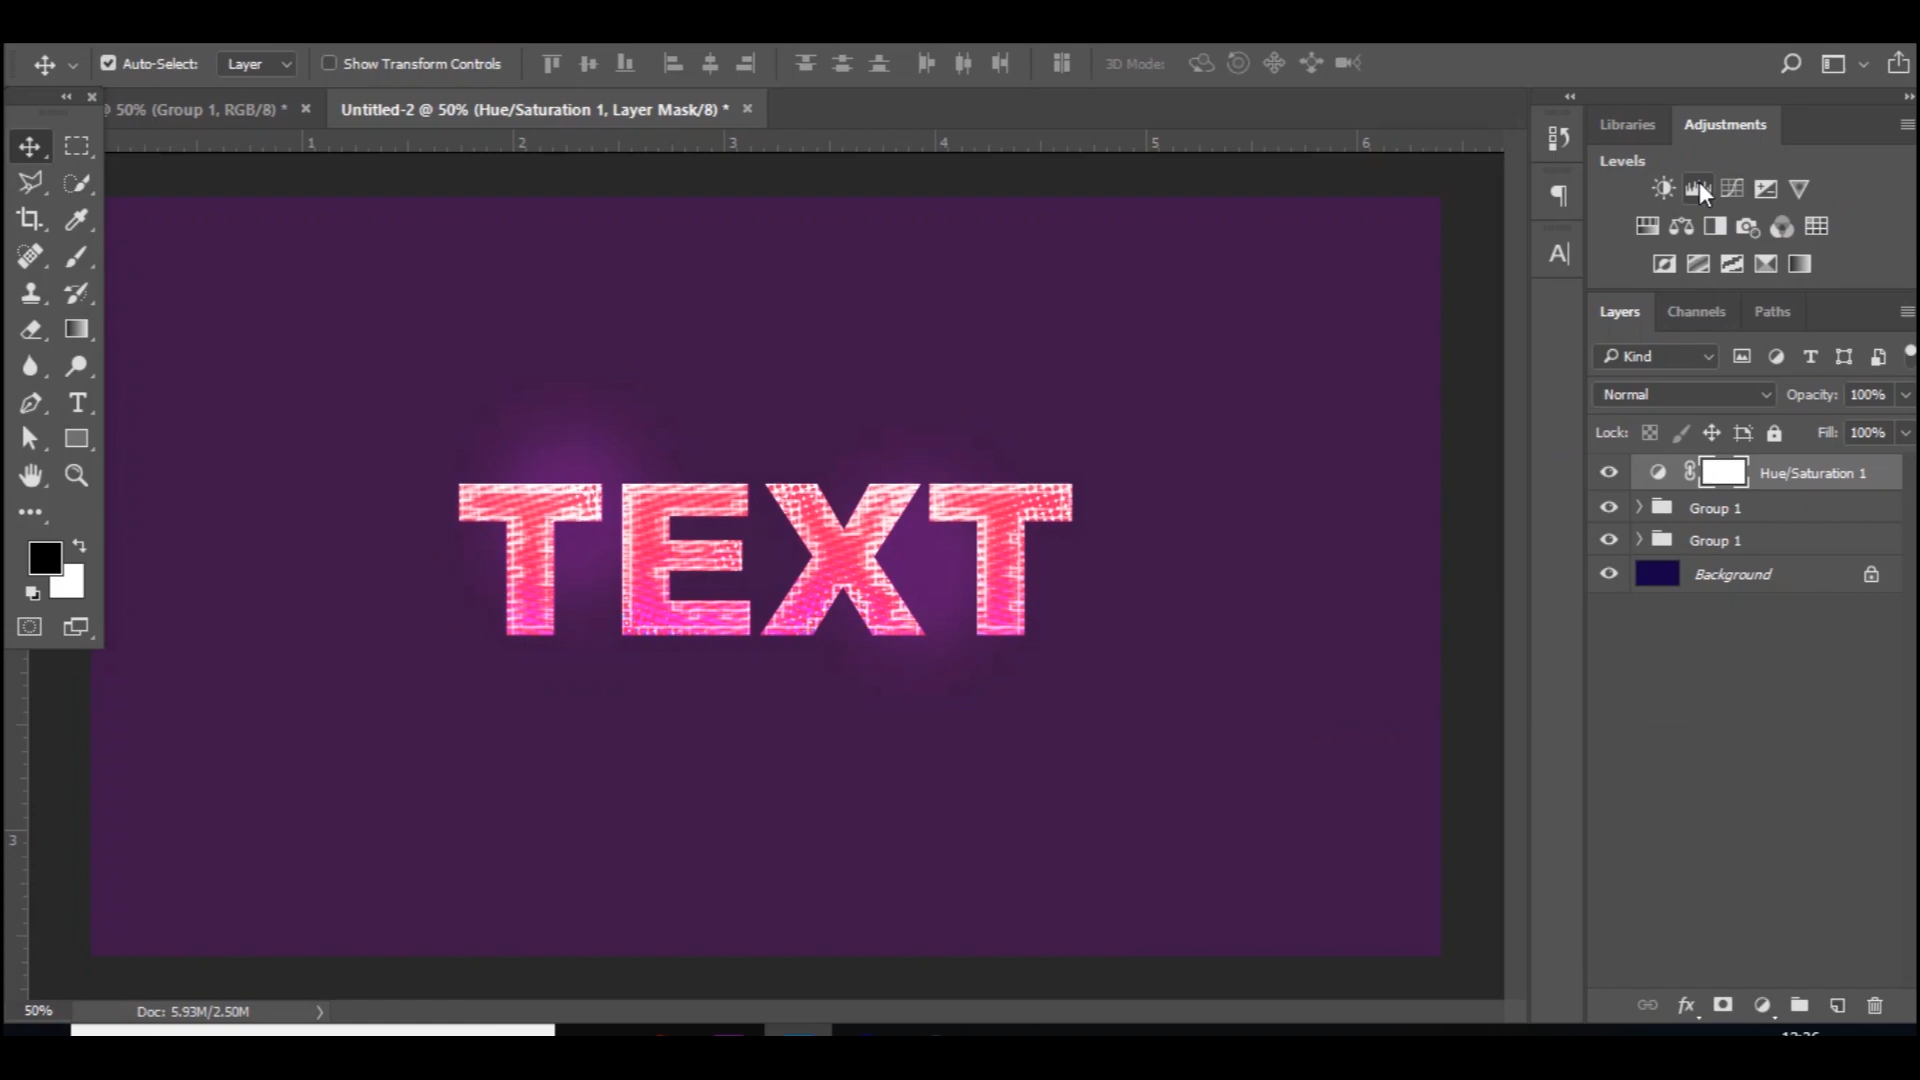 Auto-Select: Layer Show Transform Controls 3D Mode:
50% (Group 1, RGB/8) * Untitled-2 @ 50% (Hue/Saturation 1, Layer Mask/8) *
1 2 3 4 5 6
Libraries Adjustments
Levels
Layers Channels Paths
Kind
Normal Opacity: 100%
Lock: Fill: 100%
Hue/Saturation 1
Group 1
Group 1
Background
TEXT
3
50% Doc: 5.93M/2.50M